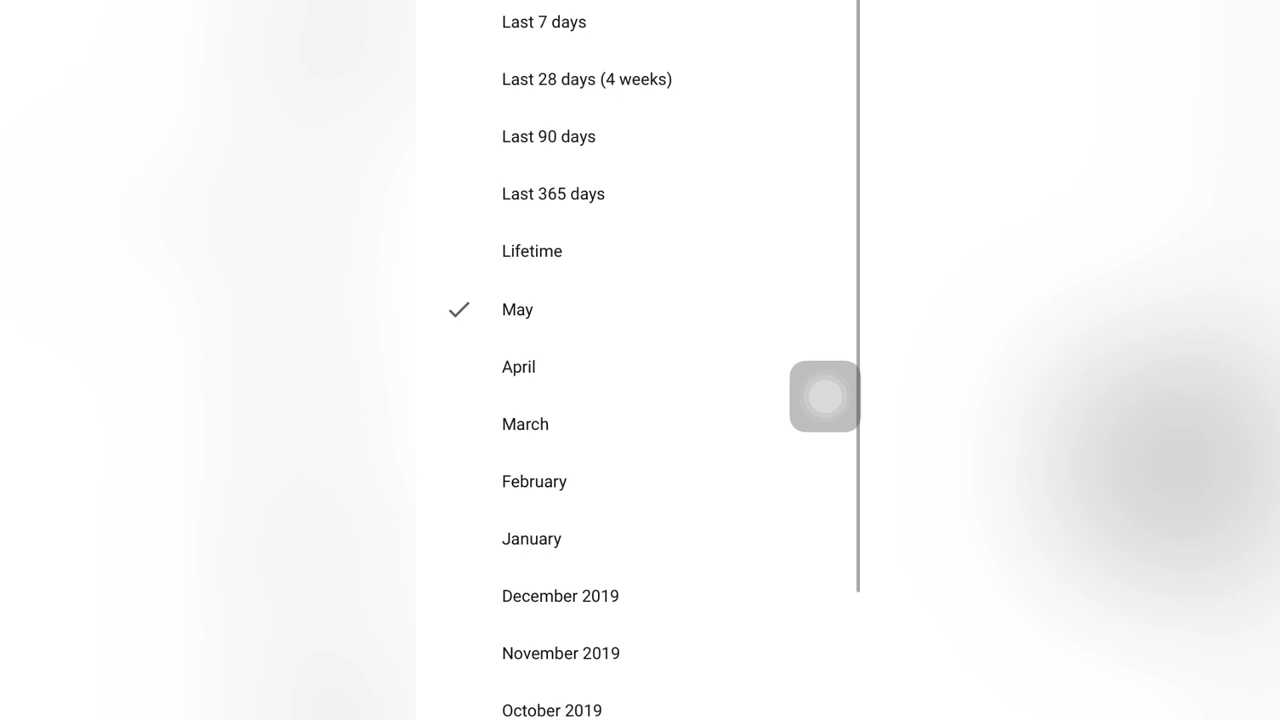 Last 7 days
Last 28 days (4 weeks)
Last 90 days
Last 365 days
Lifetime
May
April
March
February
January
December 2019
November 2019
October 2019